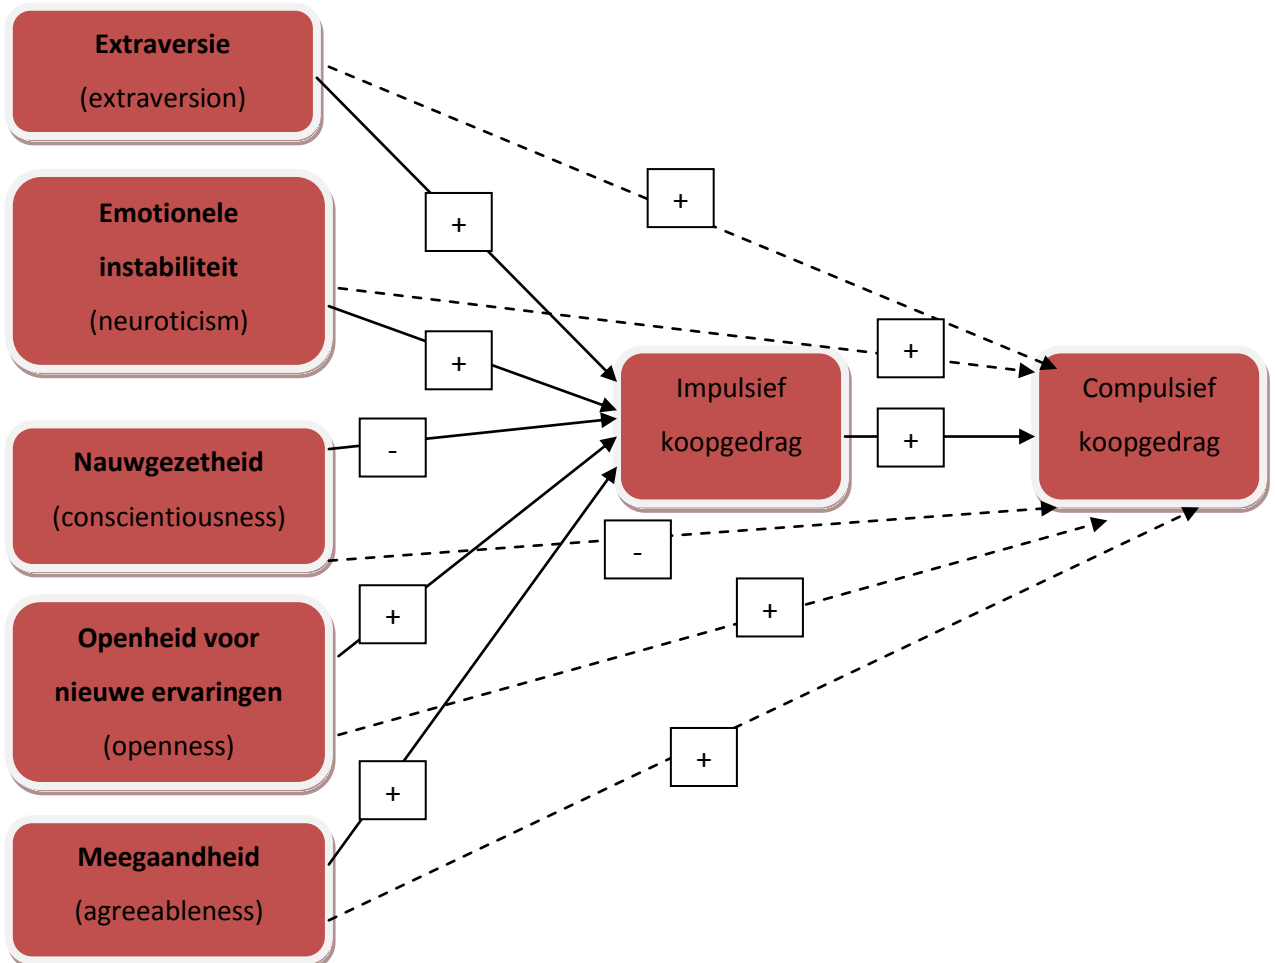 Extraversie
(extraversion)
+
+
Emotionele
instabiliteit
(neuroticism)
+
+
Impulsief
koopgedrag
+
Compulsief
koopgedrag
Nauwgezetheid
(conscientiousness)
-
-
Openheid voor
nieuwe ervaringen
(openness)
+
+
Meegaandheid
(agreeableness)
+
+